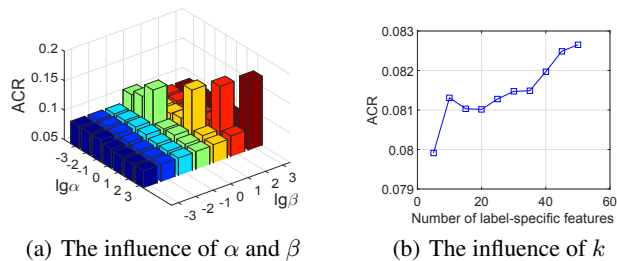 0.2
0.15
0.1
0.05
ACR
-3
-2
-1
0
1
2
3
lgα
-3
-2
-1
0
1
2
3
lgβ
(a) The influence of α and β
0.083
0.082
0.081
0.08
0.079
ACR
0 20 40 60
Number of label-specific features
(b) The influence of k